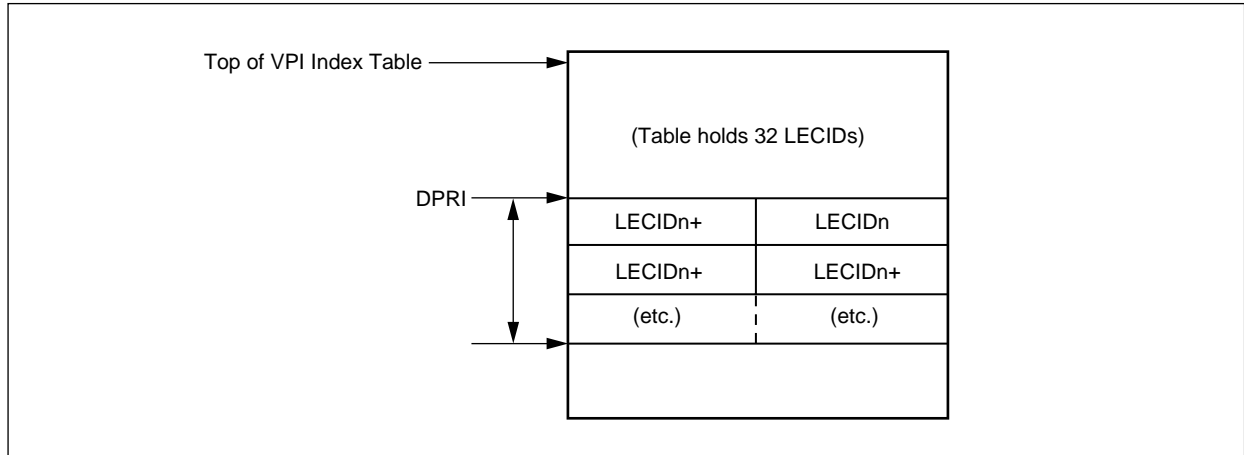 Top of VPI Index Table
(Table holds 32 LECIDs)
DPRI
LECIDn+ LECIDn
LECIDn+ LECIDn+
(etc.) (etc.)